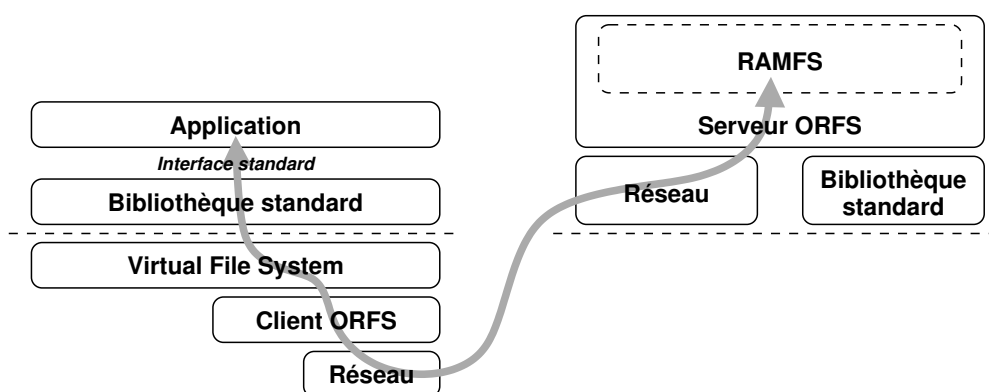 RAMFS
Serveur ORFS
Application
Interface standard
Bibliothèque standard
Réseau
Bibliothèque
standard
Virtual File System
Client ORFS
Réseau